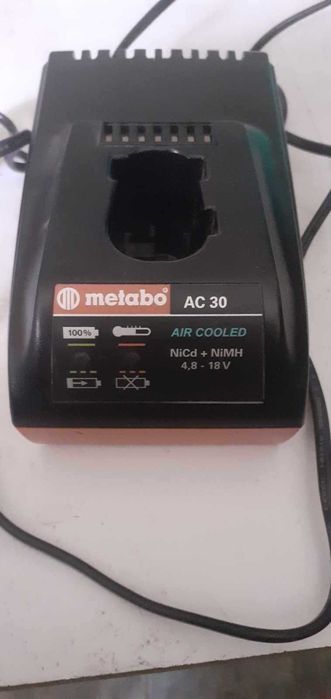 metabo AC 30
100% AIR COOLED
NiCd + NiMH
4,8 - 18 V